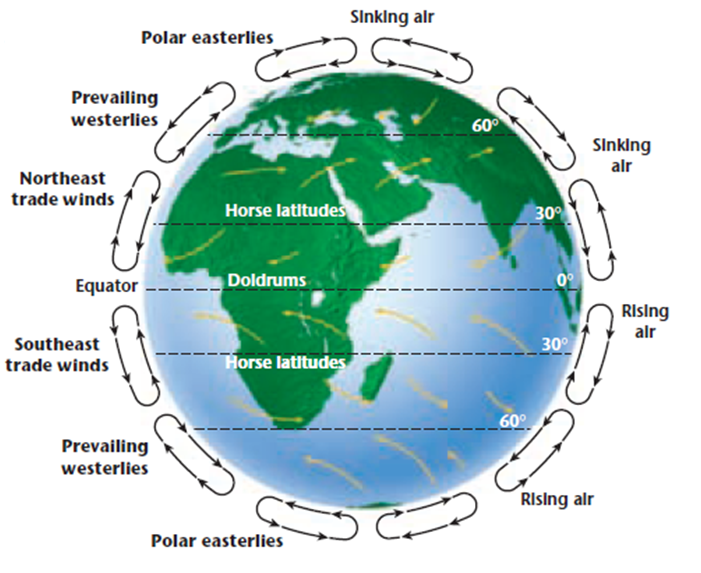 Sinking air
Polar easterlies
Prevailing
westerlies
60°
Sinking
air
Northeast
trade winds
Horse latitudes
30°
Equator
Doldrums
0°
Rising
air
Southeast
trade winds
30°
Horse latitudes
60°
Prevailing
westerlies
Rising air
Polar easterlies